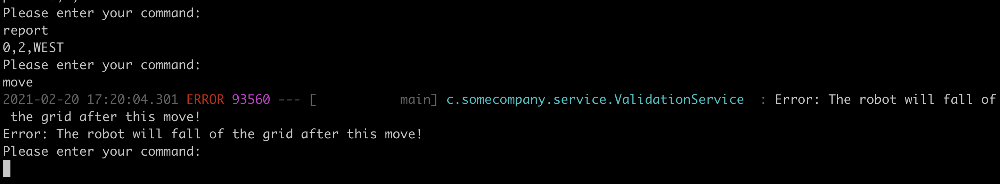 Please enter your command:
report
0,2,WEST
Please enter your command:
move
2021-02-20 17:20:04.301 ERROR 93560 --- [           main] c.somecompany.service.ValidationService  : Error: The robot will fall of
 the grid after this move!
Error: The robot will fall of the grid after this move!
Please enter your command: